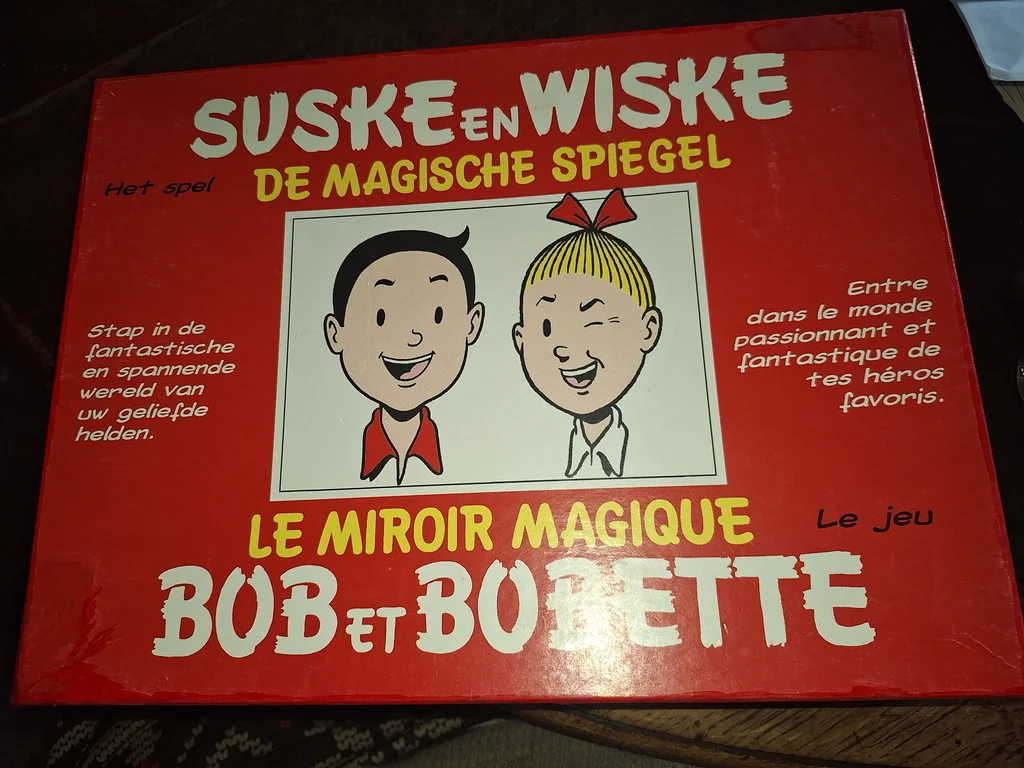 SUSKE EN WISKE
DE MAGISCHE SPIEGEL
Het spel
Stap in de
fantastische
en spannende
wereld van
uw geliefde
helden.
Entre
dans le monde
passionnant et
fantastique de
tes héros
favoris.
LE MIROIR MAGIQUE
Le jeu
BOB ET BOBETTE